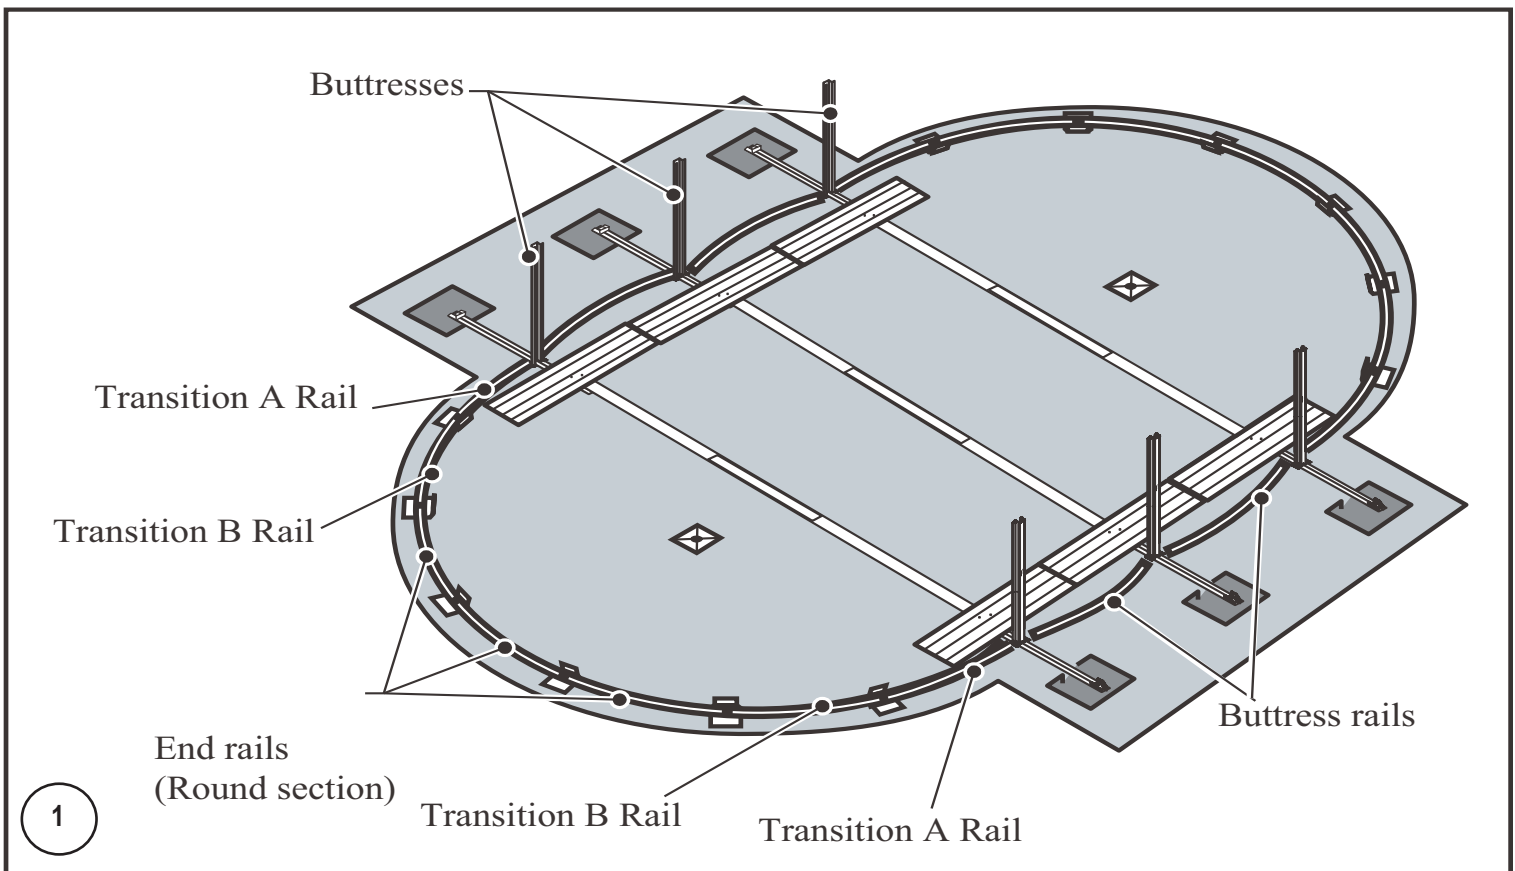 Buttresses
Transition A Rail
Transition B Rail
End rails
(Round section)
Transition B Rail
Transition A Rail
Buttress rails
1